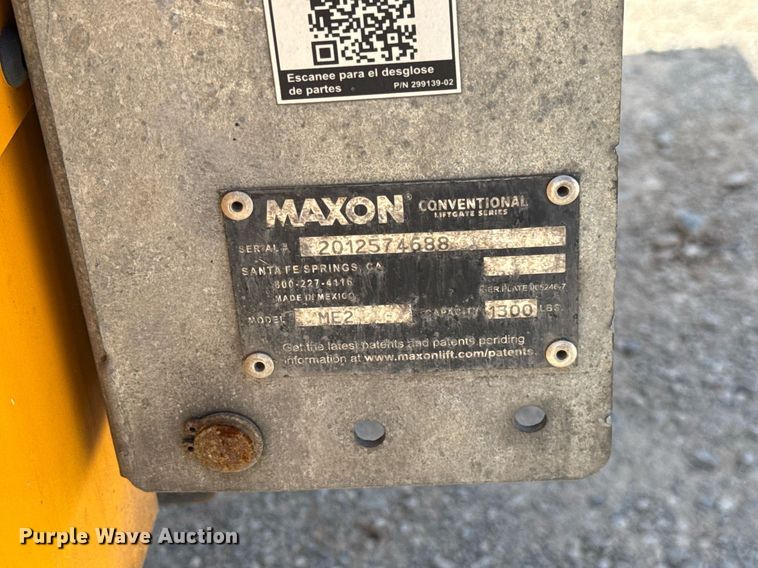 Escanee para el desglose
de partes P/N 299139-02
MAXON® CONVENTIONAL
LIFTGATE SERIES
SERIAL # 2012574688
SANTA FE SPRINGS, CA
800-227-4116
MADE IN MEXICO
MODEL ME2 CAPACITY 1300 LBS.
Get the latest patents and patents pending
information at www.maxonlift.com/patents.
Purple Wave Auction